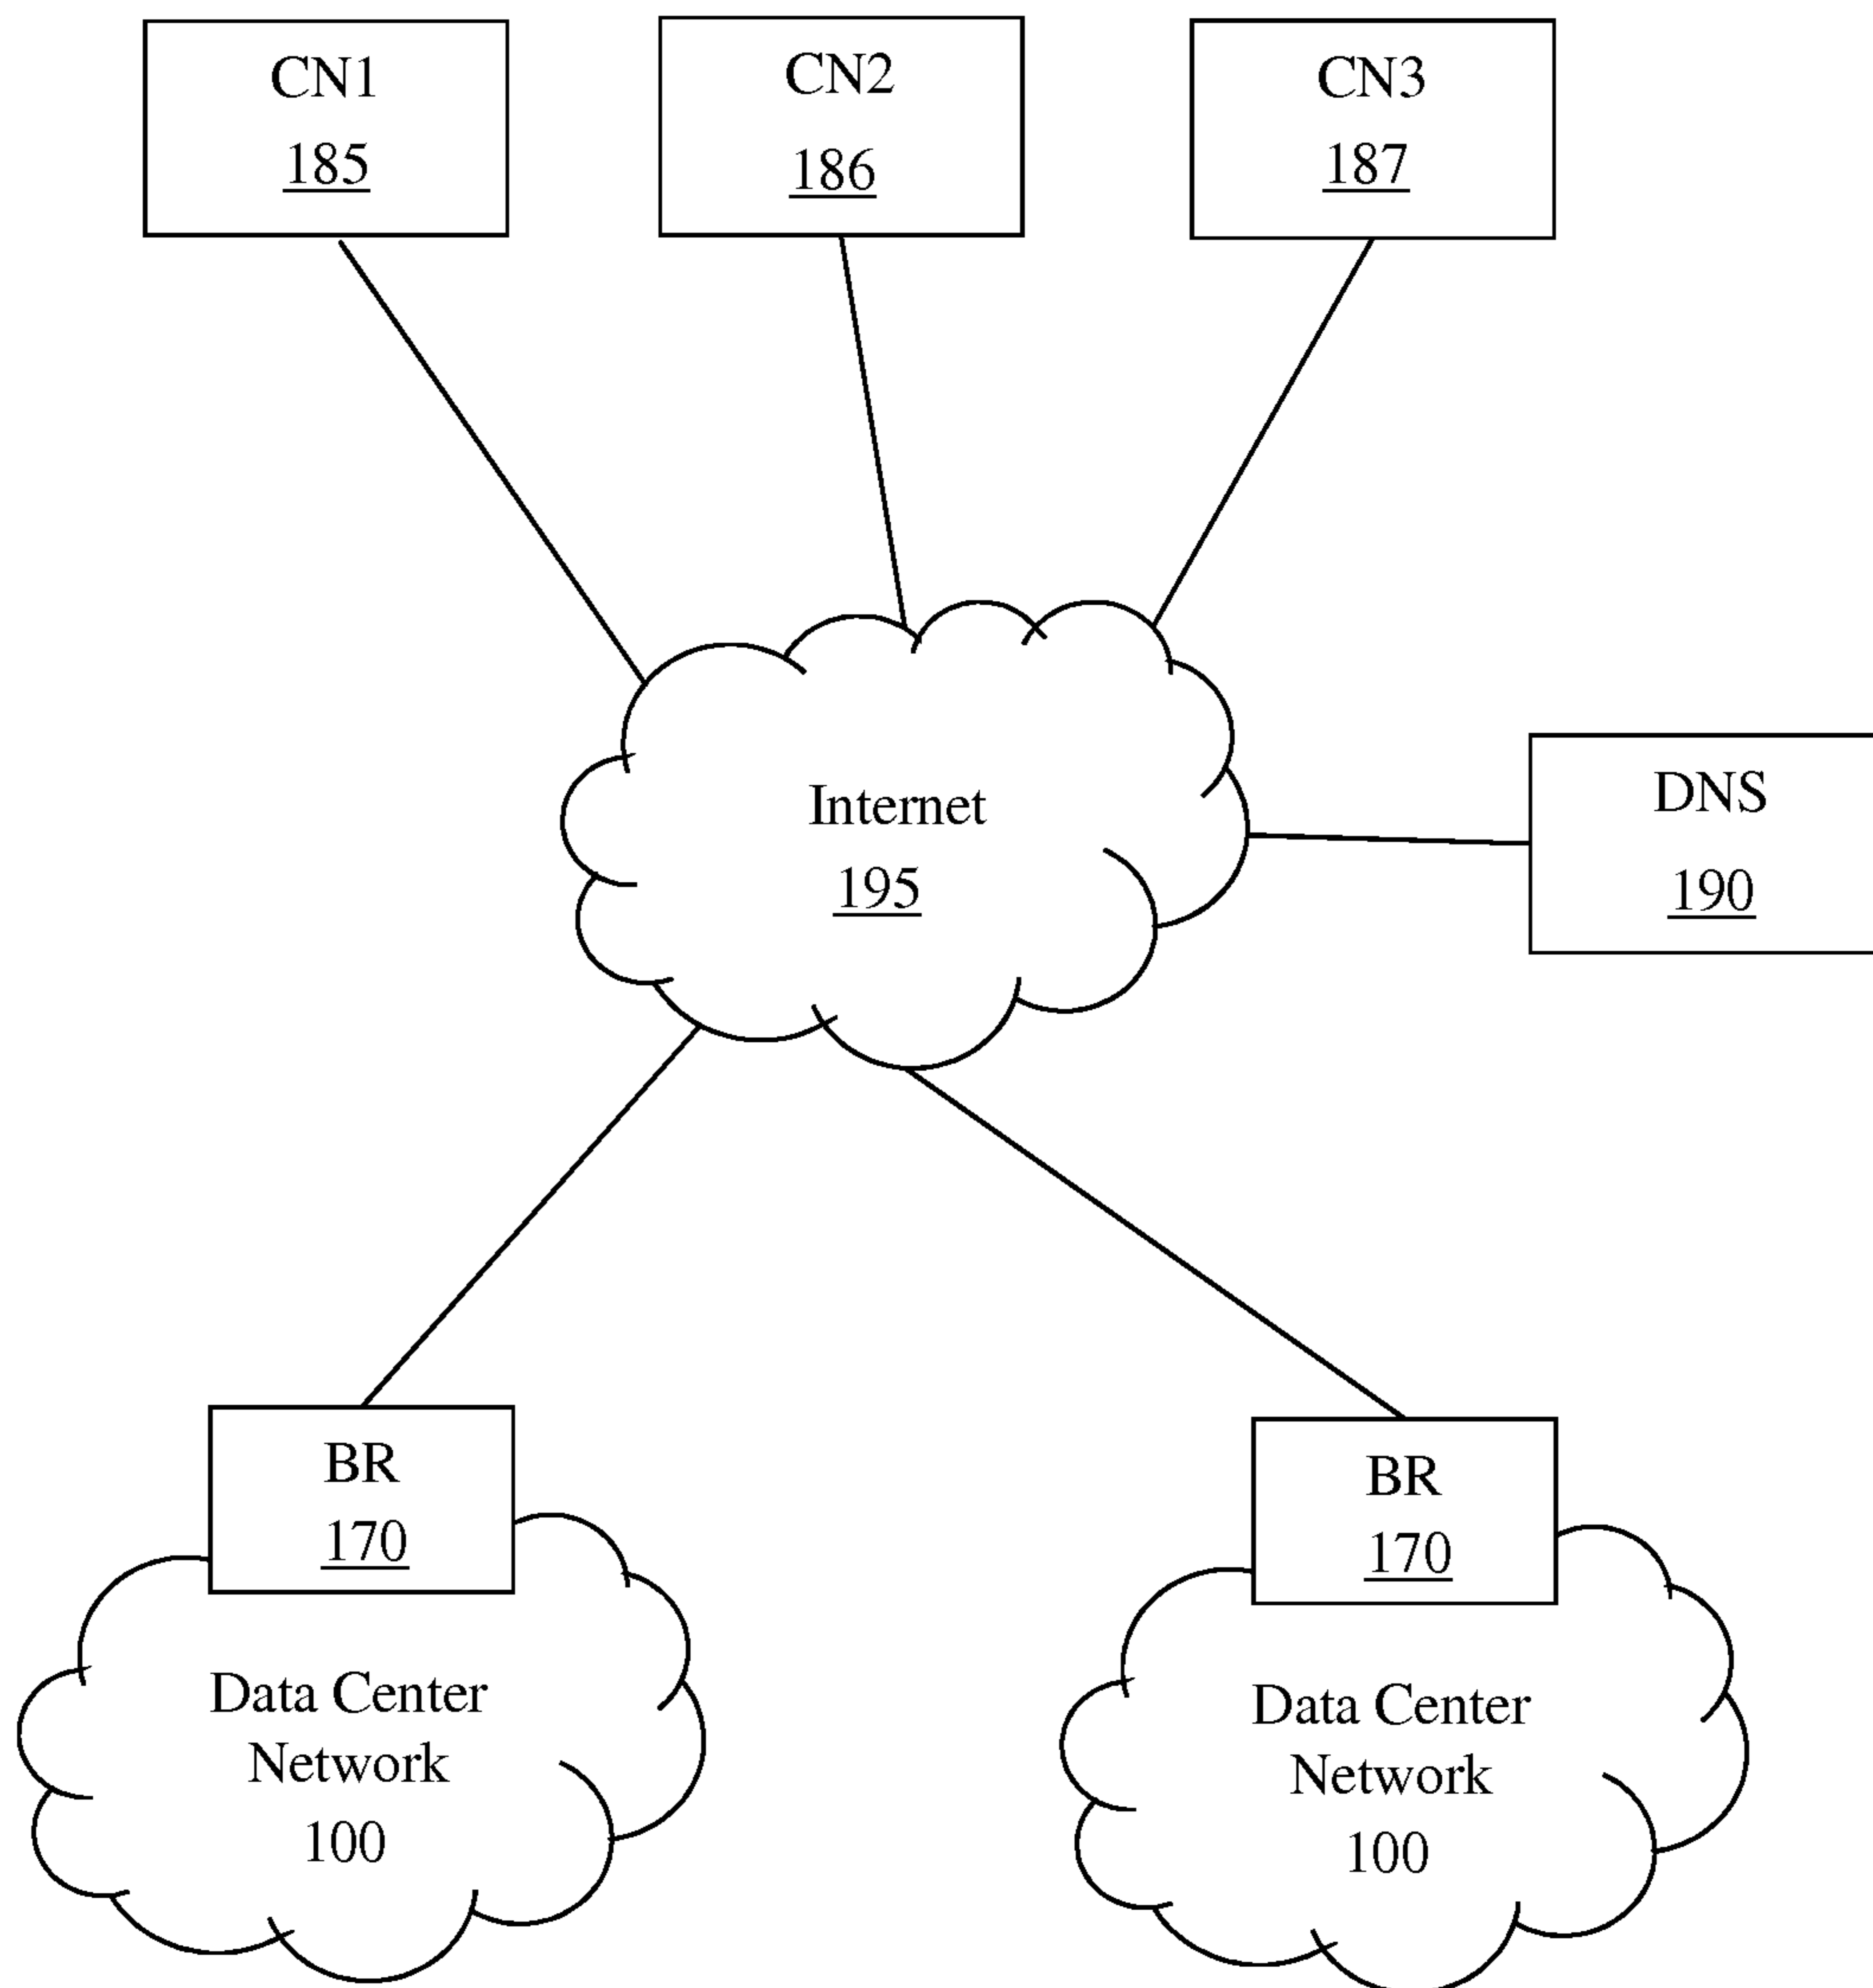 CN1
185
CN2
186
CN3
187
Internet
195
DNS
190
BR
170
Data Center
Network
100
BR
170
Data Center
Network
100